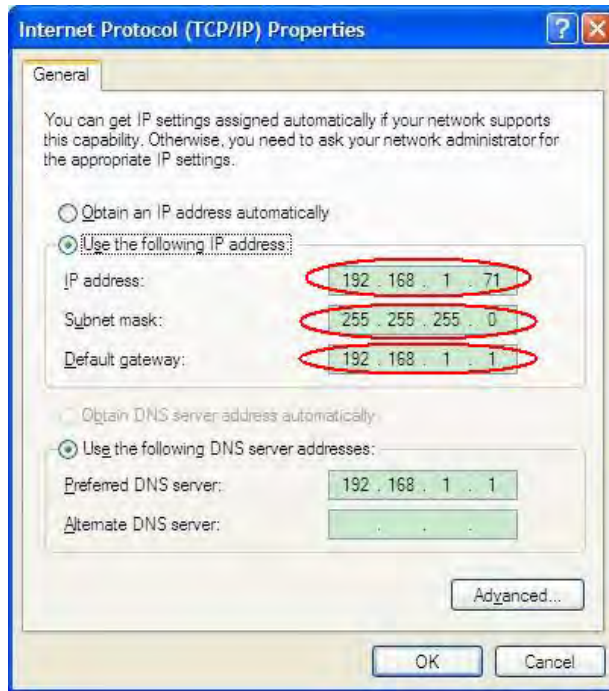 Internet Protocol (TCP/IP) Properties
General
You can get IP settings assigned automatically if your network supports
this capability. Otherwise, you need to ask your network administrator for
the appropriate IP settings.
Obtain an IP address automatically
Use the following IP address:
IP address: 192 . 168 . 1 . 71
Subnet mask: 255 . 255 . 255 . 0
Default gateway: 192 . 168 . 1 . 1
Obtain DNS server address automatically
Use the following DNS server addresses:
Preferred DNS server: 192 . 168 . 1 . 1
Alternate DNS server: . . .
Advanced...
OK Cancel